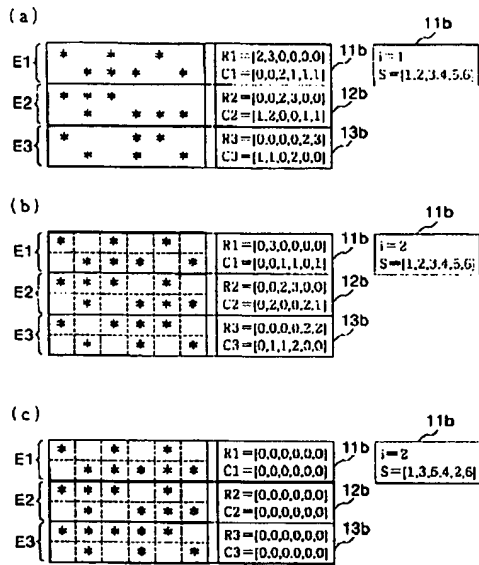 (a)
11b
E1 * * * R1=[2,3,0,0,0,0] 11b i=1
* * * * C1=[0,0,2,1,1,1] S=[1,2,3,4,5,6]
E2 * * * R2=[0,0,2,3,0,0] 12b
* * * * C2=[1,2,0,0,1,1]
E3 * * * R3=[0,0,0,0,2,3] 13b
* * * C3=[1,1,0,2,0,0]
(b)
11b
E1 * * * R1=[0,3,0,0,0,0] 11b i=2
* * * * C1=[0,0,1,1,0,1] S=[1,2,3,4,5,6]
E2 * * * * R2=[0,0,2,3,0,0] 12b
* * * * C2=[0,2,0,0,2,1]
E3 * * * * R3=[0,0,0,0,2,2] 13b
* * * C3=[0,1,1,2,0,0]
(c)
11b
E1 * * * R1=[0,0,0,0,0,0] 11b i=2
* * * * * C1=[0,0,0,0,0,0] S=[1,3,5,4,2,6]
E2 * * * * R2=[0,0,0,0,0,0] 12b
* * * * C2=[0,0,0,0,0,0]
E3 * * * * * R3=[0,0,0,0,0,0] 13b
* * * C3=[0,0,0,0,0,0]